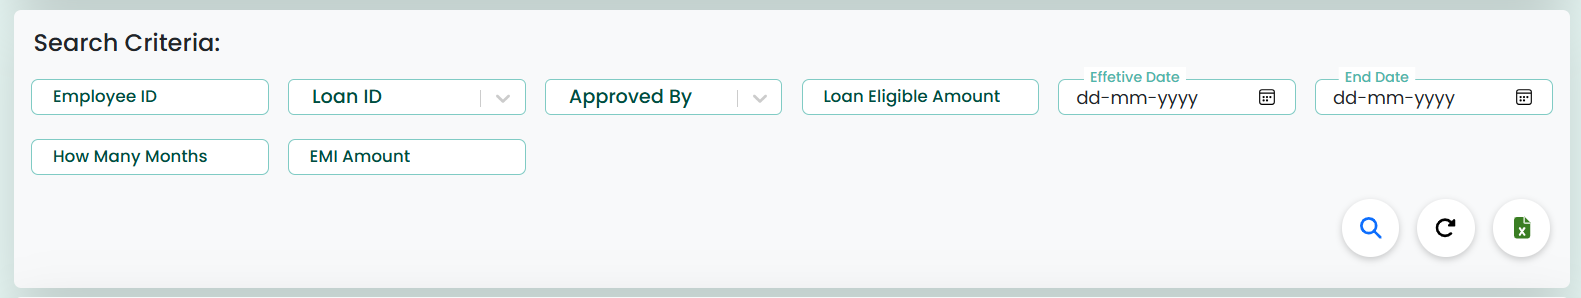 Search Criteria:
Employee ID
Loan ID
Approved By
Loan Eligible Amount
Effetive Date
dd-mm-yyyy
End Date
dd-mm-yyyy
How Many Months
EMI Amount